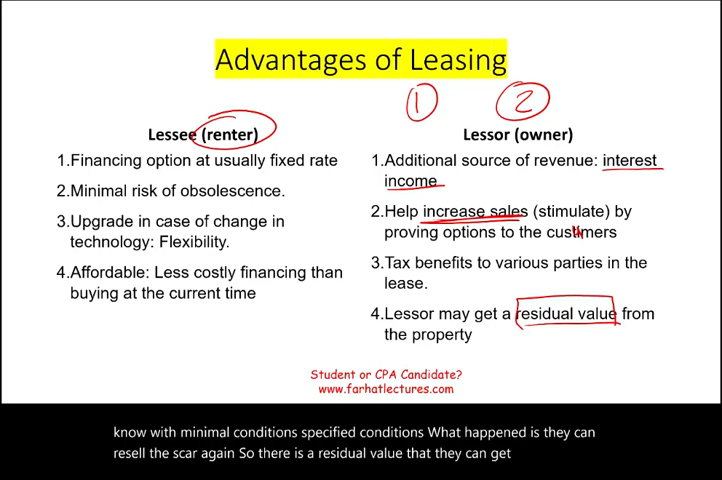 Advantages of Leasing
1
2
Lessee (renter)
1.Financing option at usually fixed rate
2.Minimal risk of obsolescence.
3.Upgrade in case of change in
technology: Flexibility.
4.Affordable: Less costly financing than
buying at the current time
Lessor (owner)
1.Additional source of revenue: interest
income
2.Help increase sales (stimulate) by
proving options to the custimers
3.Tax benefits to various parties in the
lease.
4.Lessor may get a residual value from
the property
Student or CPA Candidate?
www.farhatlectures.com
know with minimal conditions specified conditions What happened is they can
resell the scar again So there is a residual value that they can get